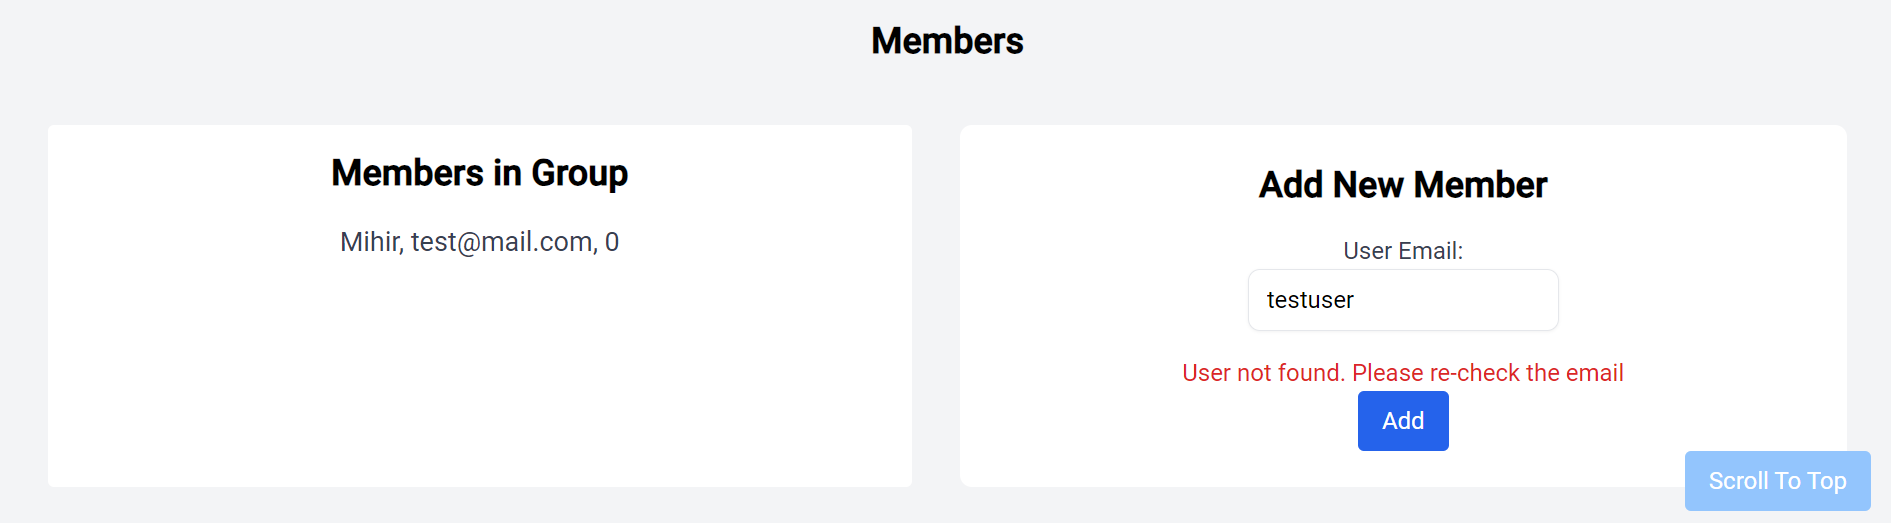 Members
Members in Group
Mihir, test@mail.com, 0
Add New Member
User Email:
testuser
User not found. Please re-check the email
Add
Scroll To Top